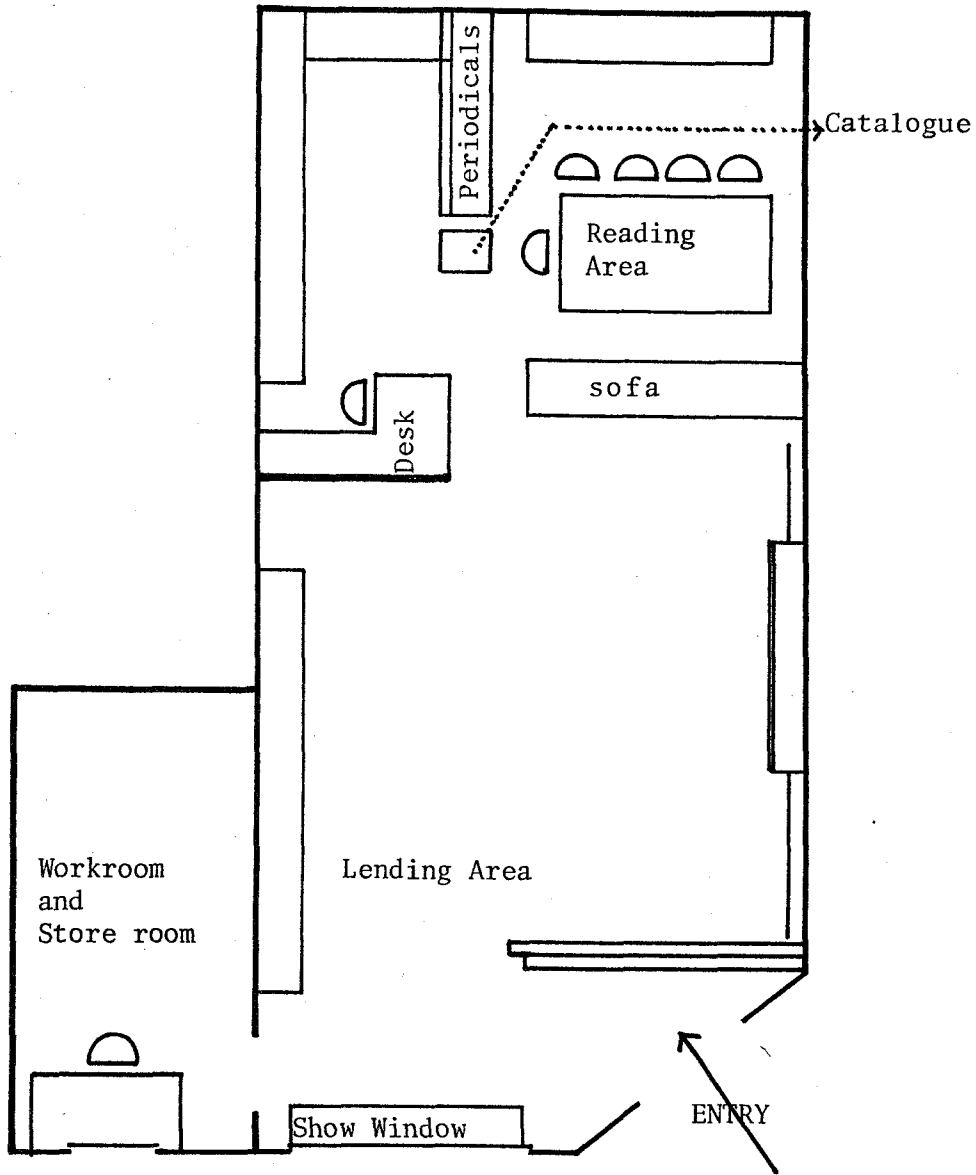 Periodicals
Catalogue
Reading
Area
sofa
Desk
Workroom
and
Store room
Lending Area
Show Window
ENTRY